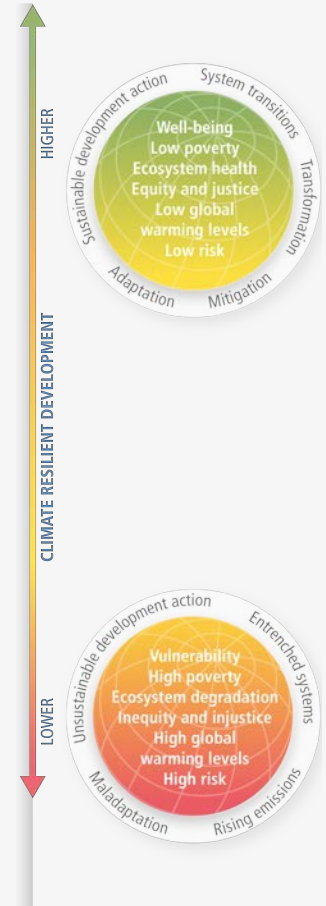 HIGHER
CLIMATE RESILIENT DEVELOPMENT
LOWER
Sustainable development action
System transitions
Transformation
Mitigation
Adaptation
Well-being
Low poverty
Ecosystem health
Equity and justice
Low global
warming levels
Low risk
Unsustainable development action
Entrenched systems
Rising emissions
Maladaptation
Vulnerability
High poverty
Ecosystem degradation
Inequity and injustice
High global
warming levels
High risk